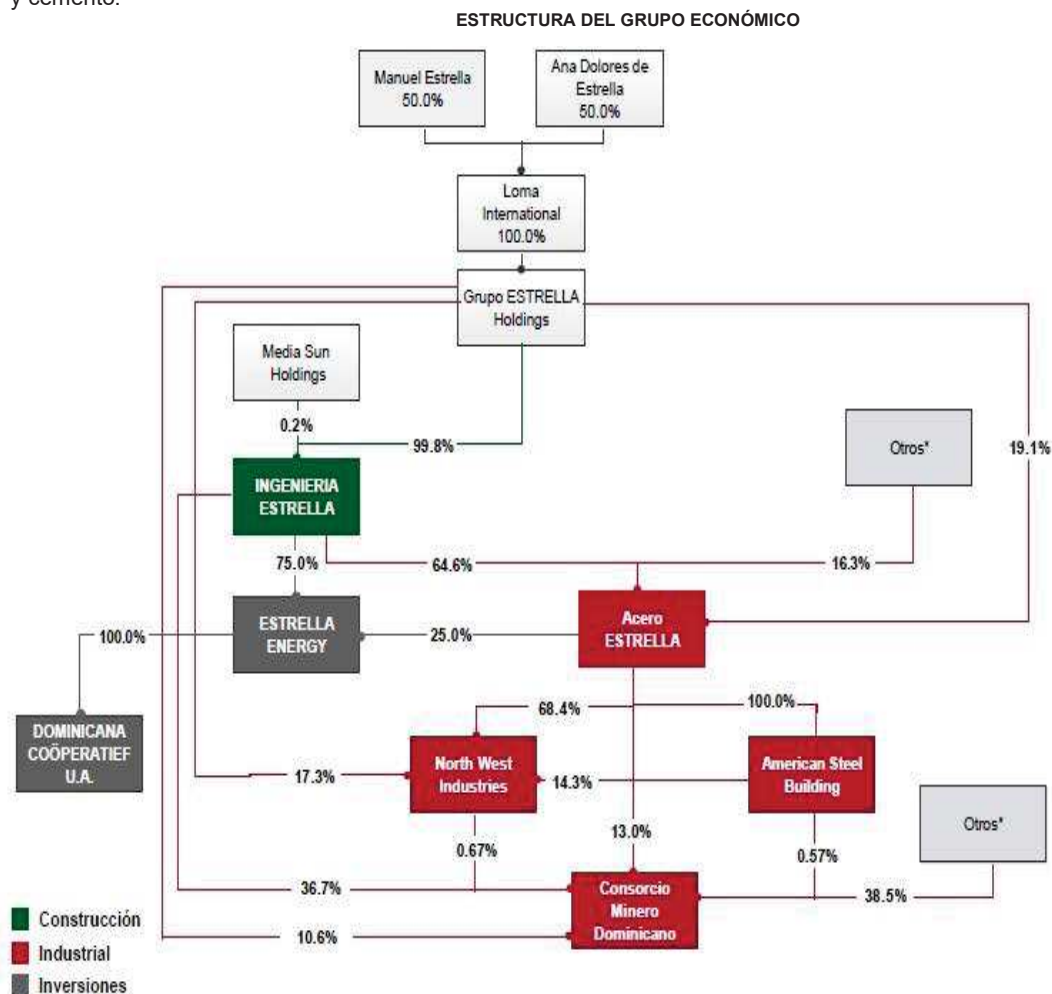 y cemento.
ESTRUCTURA DEL GRUPO ECONÓMICO
Manuel Estrella
50.0%
Ana Dolores de
Estrella
50.0%
Loma
International
100.0%
Grupo ESTRELLA
Holdings
Media Sun
Holdings
0.2%
99.8%
Otros*
19.1%
INGENIERIA
ESTRELLA
75.0%
64.6%
16.3%
ESTRELLA
ENERGY
100.0%
25.0%
Acero
ESTRELLA
68.4%
100.0%
DOMINICANA
COÖPERATIEF
U.A.
17.3%
North West
Industries
14.3%
American Steel
Building
Otros*
0.67%
13.0%
0.57%
36.7%
Consorcio
Minero
Dominicano
38.5%
10.6%
Construcción
Industrial
Inversiones